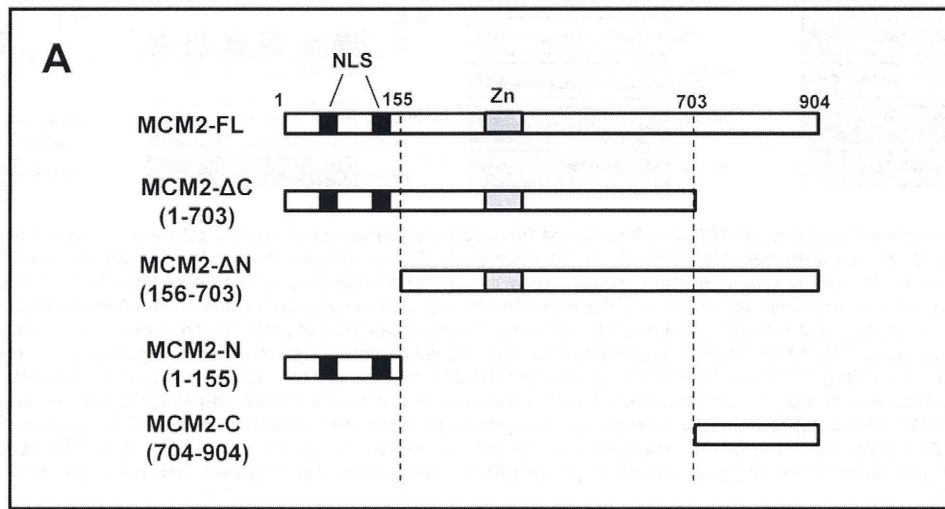 A
NLS
1 155 Zn 703 904
MCM2-FL
MCM2-ΔC
(1-703)
MCM2-ΔN
(156-703)
MCM2-N
(1-155)
MCM2-C
(704-904)